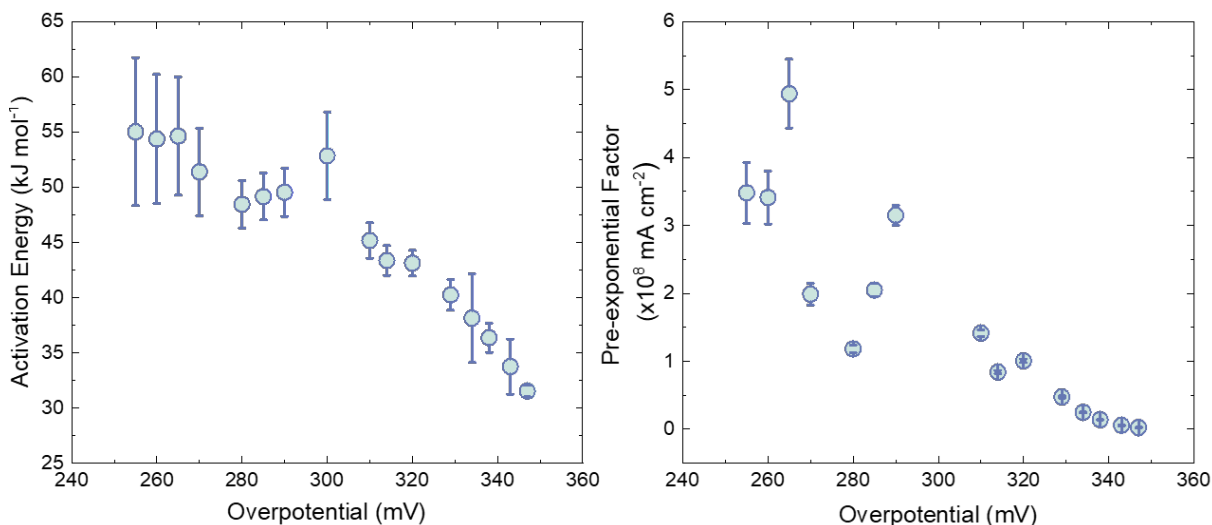 65
60
55
50
45
40
35
30
25
Activation Energy (kJ mol⁻¹)
240 260 280 300 320 340 360
Overpotential (mV)
6
5
4
3
2
1
0
Pre-exponential Factor
(x10⁸ mA cm⁻²)
240 260 280 300 320 340 360
Overpotential (mV)